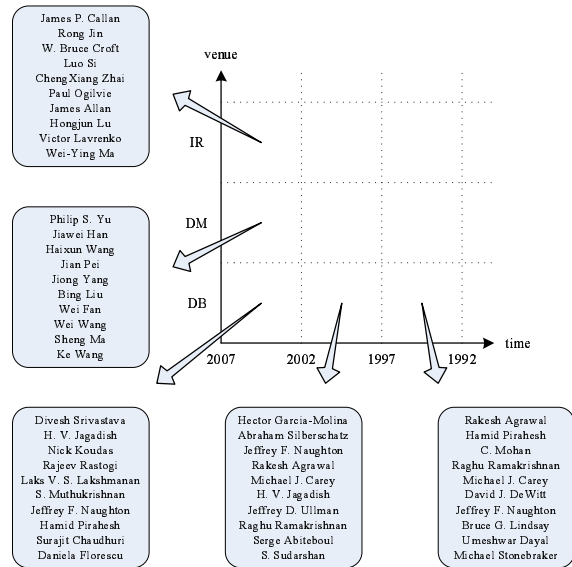 James P. Callan
Rong Jin
W. Bruce Croft
Luo Si
ChengXiang Zhai
Paul Ogilvie
James Allan
Hongjun Lu
Victor Lavrenko
Wei-Ying Ma
venue
IR
Philip S. Yu
Jiawei Han
Haixun Wang
Jian Pei
Jiong Yang
Bing Liu
Wei Fan
Wei Wang
Sheng Ma
Ke Wang
DM
DB
time
2007 2002 1997 1992
Divesh Srivastava
H. V. Jagadish
Nick Koudas
Rajeev Rastogi
Laks V. S. Lakshmanan
S. Muthukrishnan
Jeffrey F. Naughton
Hamid Pirahesh
Surajit Chaudhuri
Daniela Florescu
Hector Garcia-Molina
Abraham Silberschatz
Jeffrey F. Naughton
Rakesh Agrawal
Michael J. Carey
H. V. Jagadish
Jeffrey D. Ullman
Raghu Ramakrishnan
Serge Abiteboul
S. Sudarshan
Rakesh Agrawal
Hamid Pirahesh
C. Mohan
Raghu Ramakrishnan
Michael J. Carey
David J. DeWitt
Jeffrey F. Naughton
Bruce G. Lindsay
Umeshwar Dayal
Michael Stonebraker